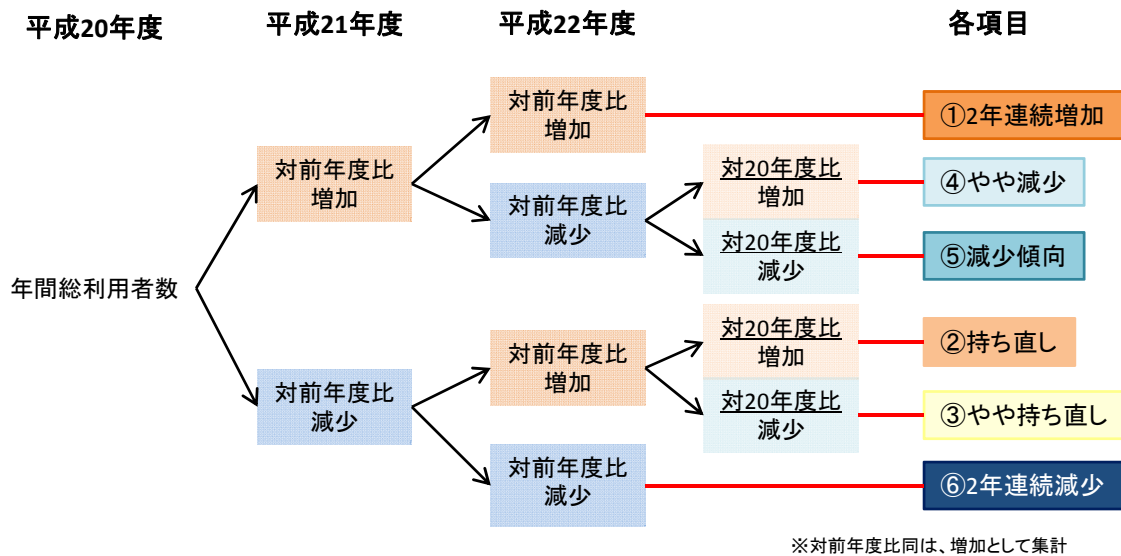 平成20年度
平成21年度
平成22年度
各項目
年間総利用者数
対前年度比
増加
対前年度比
減少
対前年度比
増加
対前年度比
減少
対前年度比
増加
対前年度比
減少
対20年度比
増加
対20年度比
減少
対20年度比
増加
対20年度比
減少
①2年連続増加
④やや減少
⑤減少傾向
②持ち直し
③やや持ち直し
⑥2年連続減少
※対前年度比同は、増加として集計